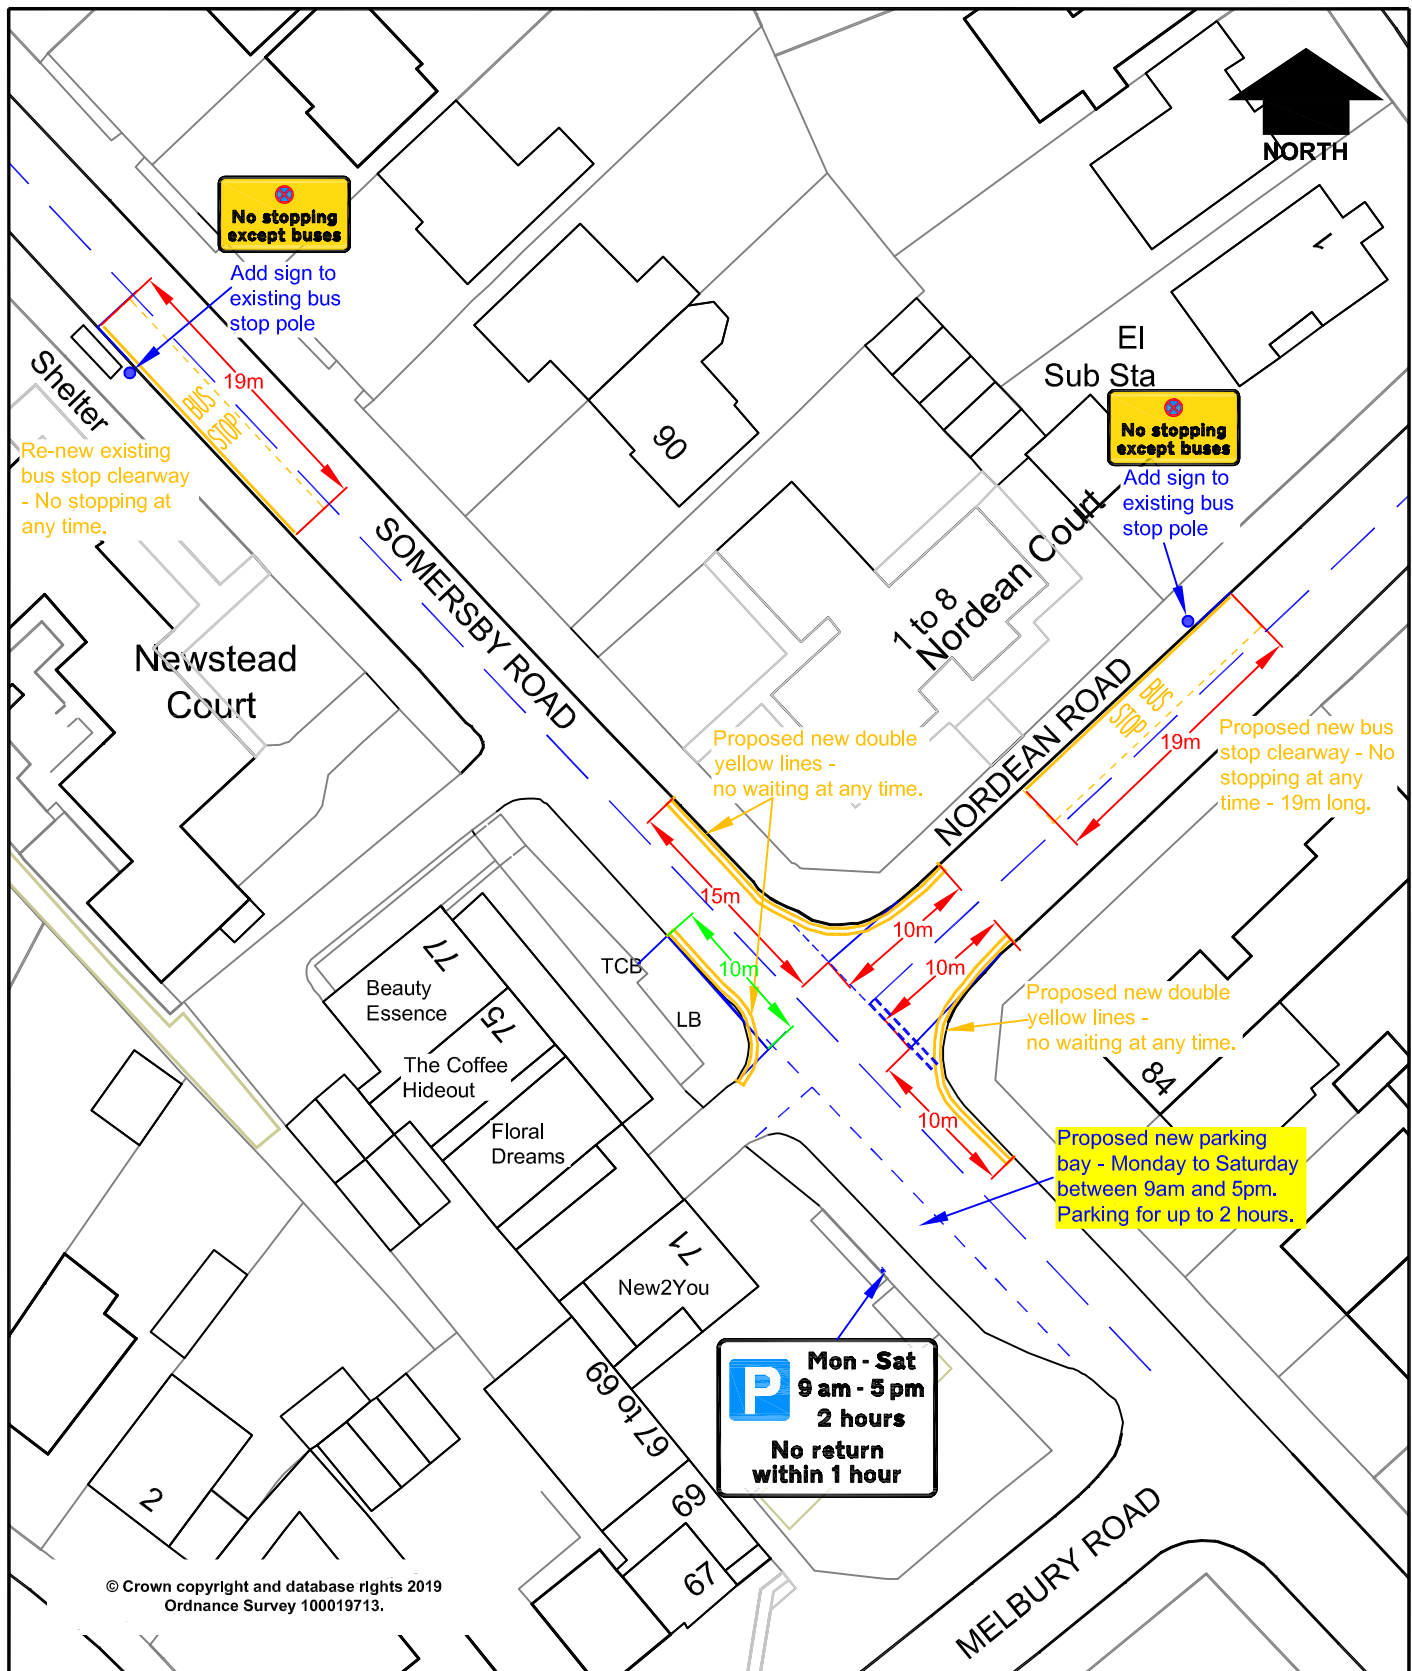 NORTH
No stopping
except buses
Add sign to
existing bus
stop pole
1
El
Sub Sta
Shelter
19m
BUS
STOP
No stopping
except buses
Re-new existing
bus stop clearway
- No stopping at
any time.
90
Add sign to
existing bus
stop pole
SOMERSBY ROAD
1 to 8
Nordean Court
Newstead
Court
NORDEAN ROAD
BUS
STOP
19m
Proposed new bus
stop clearway - No
stopping at any
time - 19m long.
Proposed new double
yellow lines -
no waiting at any time.
15m
10m
10m
10m
TCB
77
Beauty
Essence
75
LB
Proposed new double
yellow lines -
no waiting at any time.
The Coffee
Hideout
84
10m
Floral
Dreams
Proposed new parking
bay - Monday to Saturday
between 9am and 5pm.
Parking for up to 2 hours.
71
New2You
P
Mon - Sat
9 am - 5 pm
2 hours
No return
within 1 hour
67 to 69
69
2
67
MELBURY ROAD
© Crown copyright and database rights 2019
Ordnance Survey 100019713.